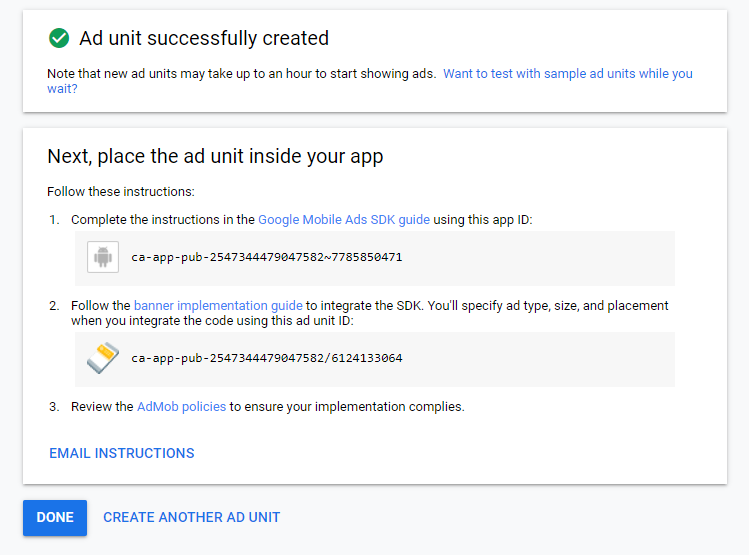 Ad unit successfully created
Note that new ad units may take up to an hour to start showing ads. Want to test with sample ad units while you
wait?
Next, place the ad unit inside your app
Follow these instructions:
1. Complete the instructions in the Google Mobile Ads SDK guide using this app ID:
ca-app-pub-2547344479047582~7785850471
2. Follow the banner implementation guide to integrate the SDK. You'll specify ad type, size, and placement
when you integrate the code using this ad unit ID:
ca-app-pub-2547344479047582/6124133064
3. Review the AdMob policies to ensure your implementation complies.
EMAIL INSTRUCTIONS
DONE CREATE ANOTHER AD UNIT